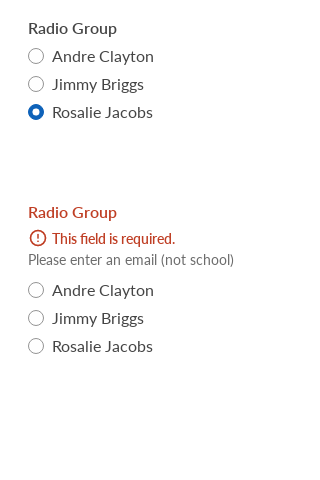 Radio Group
Andre Clayton
Jimmy Briggs
Rosalie Jacobs
Radio Group
This field is required.
Please enter an email (not school)
Andre Clayton
Jimmy Briggs
Rosalie Jacobs